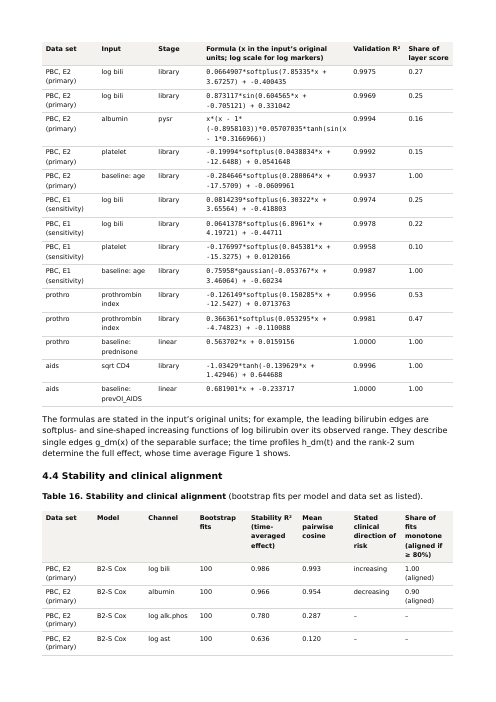 Data set Input Stage Formula (x in the input's original units; log scale for log markers) Validation R² Share of layer score
PBC, E2 (primary) log bili library 0.0664907*softplus(7.85335*x + 3.67257) + -0.400435 0.9975 0.27
PBC, E2 (primary) log bili library 0.873117*sin(0.604565*x + -0.705121) + 0.331042 0.9969 0.25
PBC, E2 (primary) albumin pysr x*(x - 1*(-0.8958103))*0.05707035*tanh(sin(x - 1*0.3166966)) 0.9994 0.16
PBC, E2 (primary) platelet library -0.19994*softplus(0.0438834*x + -12.6488) + 0.0541648 0.9992 0.15
PBC, E2 (primary) baseline: age library -0.284646*softplus(0.280064*x + -17.5709) + -0.0609961 0.9937 1.00
PBC, E1 (sensitivity) log bili library 0.0814239*softplus(6.30322*x + 3.65564) + -0.418803 0.9974 0.25
PBC, E1 (sensitivity) log bili library 0.0641378*softplus(6.8961*x + 4.19721) + -0.44711 0.9978 0.22
PBC, E1 (sensitivity) platelet library -0.176997*softplus(0.045381*x + -15.3275) + 0.0120166 0.9958 0.10
PBC, E1 (sensitivity) baseline: age library 0.75958*gaussian(-0.053767*x + 3.46064) + -0.60234 0.9987 1.00
prothro prothrombin index library -0.126149*softplus(0.150285*x + -12.5427) + 0.0713763 0.9956 0.53
prothro prothrombin index library 0.366361*softplus(0.053295*x + -4.74823) + -0.110088 0.9981 0.47
prothro baseline: prednisone linear 0.563702*x + 0.0159156 1.0000 1.00
aids sqrt CD4 library -1.03429*tanh(-0.139629*x + 1.42946) + 0.644688 0.9996 1.00
aids baseline: prevOI_AIDS linear 0.681901*x + -0.233717 1.0000 1.00
The formulas are stated in the input's original units; for example, the leading bilirubin edges are
softplus- and sine-shaped increasing functions of log bilirubin over its observed range. They describe
single edges g_dm(x) of the separable surface; the time profiles h_dm(t) and the rank-2 sum
determine the full effect, whose time average Figure 1 shows.
4.4 Stability and clinical alignment
Table 16. Stability and clinical alignment (bootstrap fits per model and data set as listed).
Data set Model Channel Bootstrap fits Stability R² (time-averaged effect) Mean pairwise cosine Stated clinical direction of risk Share of fits monotone (aligned if ≥ 80%)
PBC, E2 (primary) B2-S Cox log bili 100 0.986 0.993 increasing 1.00 (aligned)
PBC, E2 (primary) B2-S Cox albumin 100 0.966 0.954 decreasing 0.90 (aligned)
PBC, E2 (primary) B2-S Cox log alk.phos 100 0.780 0.287 – –
PBC, E2 (primary) B2-S Cox log ast 100 0.636 0.120 – –